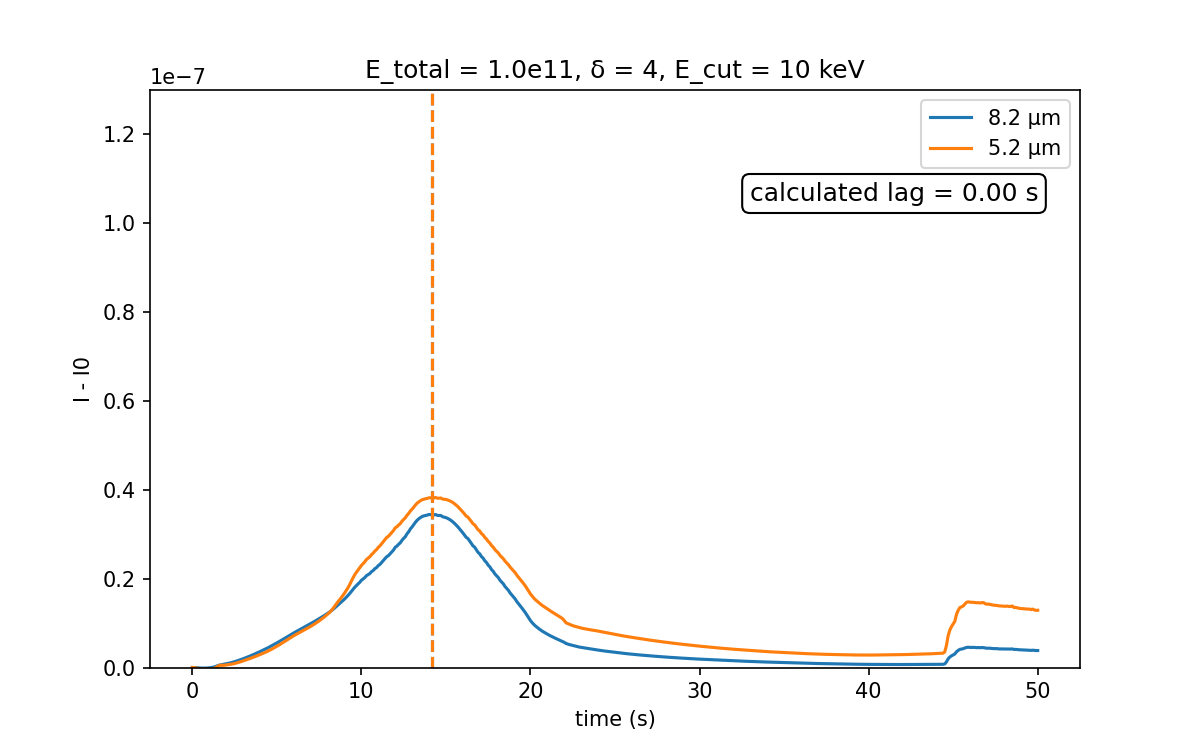 E_total = 1.0e11, δ = 4, E_cut = 10 keV
1e−7
8.2 μm
5.2 μm
calculated lag = 0.00 s
1.2
1.0
0.8
0.6
0.4
0.2
0.0
I - I0
0 10 20 30 40 50
time (s)